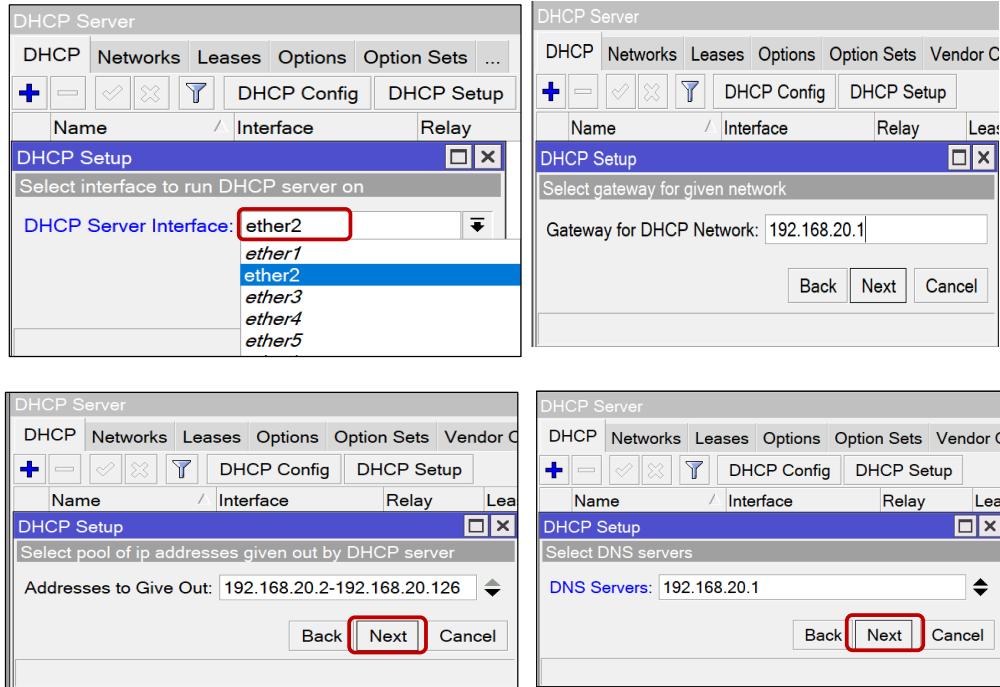 DHCP Server
DHCP Networks Leases Options Option Sets ...
DHCP Config DHCP Setup
Name Interface Relay
DHCP Setup
Select interface to run DHCP server on
DHCP Server Interface: ether2
ether1
ether2
ether3
ether4
ether5
DHCP Server
DHCP Networks Leases Options Option Sets Vendor C
DHCP Config DHCP Setup
Name Interface Relay Leas
DHCP Setup
Select gateway for given network
Gateway for DHCP Network: 192.168.20.1
Back Next Cancel
DHCP Server
DHCP Networks Leases Options Option Sets Vendor C
DHCP Config DHCP Setup
Name Interface Relay Lea
DHCP Setup
Select pool of ip addresses given out by DHCP server
Addresses to Give Out: 192.168.20.2-192.168.20.126
Back Next Cancel
DHCP Server
DHCP Networks Leases Options Option Sets Vendor
DHCP Config DHCP Setup
Name Interface Relay Lea
DHCP Setup
Select DNS servers
DNS Servers: 192.168.20.1
Back Next Cancel